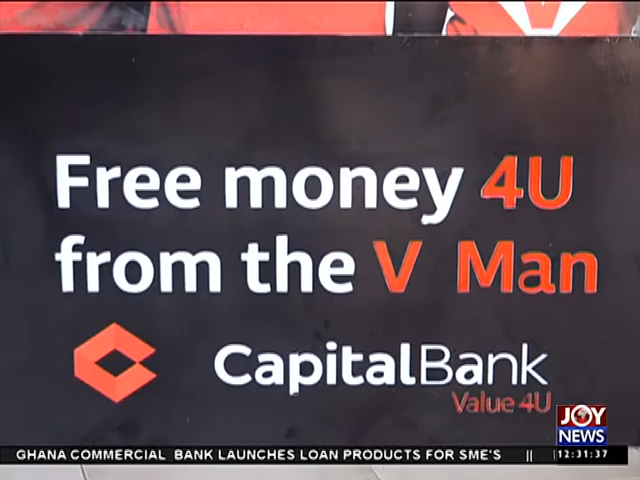 4U
Free money 4U
from the V Man
CapitalBank
Value 4U
JOY
NEWS
GHANA COMMERCIAL BANK LAUNCHES LOAN PRODUCTS FOR SME'S || 12:31:37